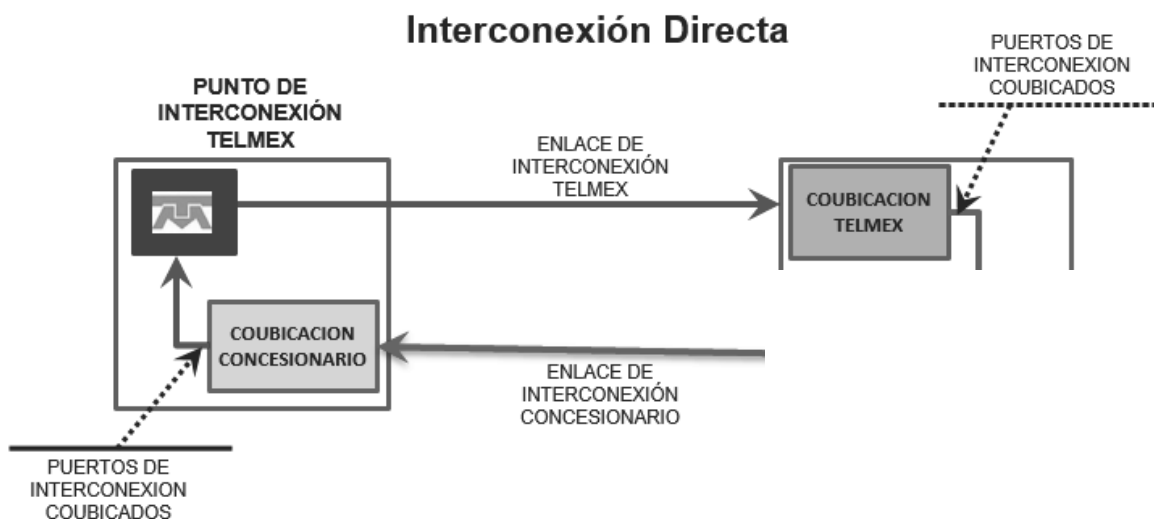 Interconexión Directa
PUERTOS DE
INTERCONEXION
COUBICADOS
PUNTO DE
INTERCONEXIÓN
TELMEX
ENLACE DE
INTERCONEXIÓN
TELMEX
COUBICACION
TELMEX
COUBICACION
CONCESIONARIO
ENLACE DE
INTERCONEXIÓN
CONCESIONARIO
PUERTOS DE
INTERCONEXION
COUBICADOS